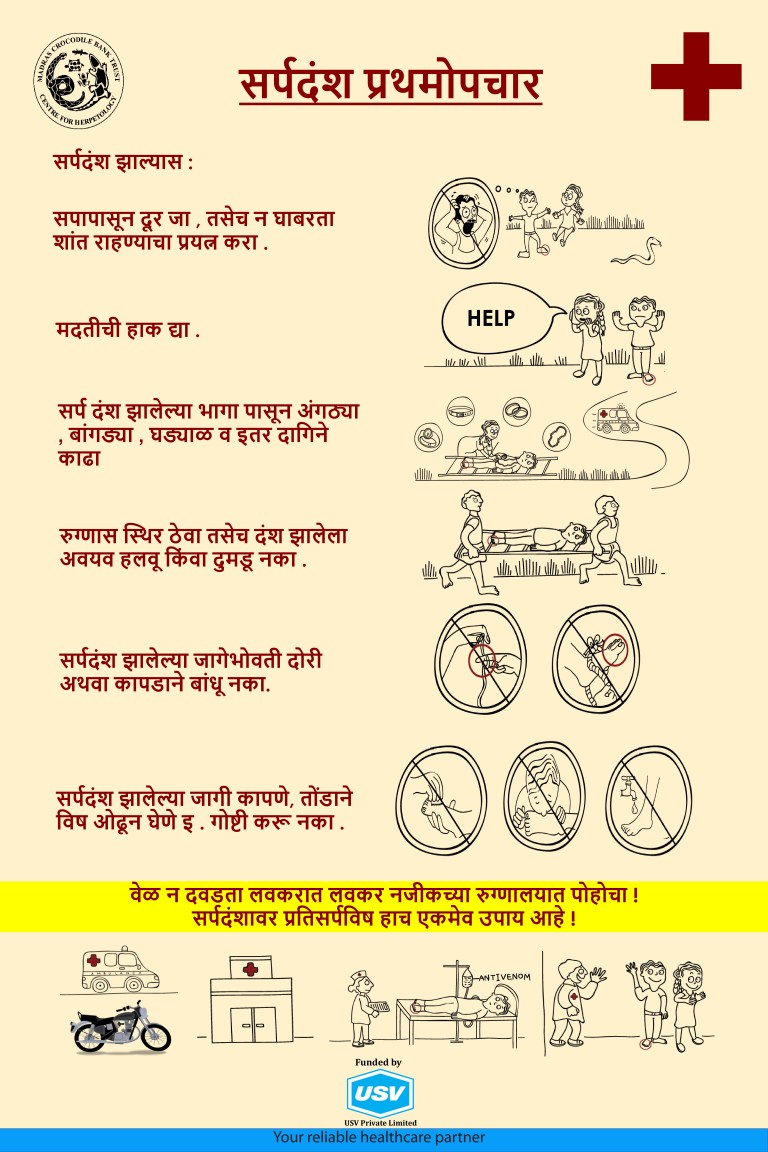 MADRAS CROCODILE BANK TRUST
CENTRE FOR HERPETOLOGY
सर्पदंश प्रथमोपचार
सर्पदंश झाल्यास :
सपापासून दूर जा , तसेच न घाबरता
शांत राहण्याचा प्रयत्न करा .
HELP
मदतीची हाक द्या .
सर्प दंश झालेल्या भागा पासून अंगठ्या
, बांगड्या , घड्याळ व इतर दागिने
काढा
रुग्णास स्थिर ठेवा तसेच दंश झालेला
अवयव हलवू किंवा दुमडू नका .
सर्पदंश झालेल्या जागेभोवती दोरी
अथवा कापडाने बांधू नका.
सर्पदंश झालेल्या जागी कापणे, तोंडाने
विष ओढून घेणे इ . गोष्टी करू नका .
वेळ न दवडता लवकरात लवकर नजीकच्या रुग्णालयात पोहोचा !
सर्पदंशावर प्रतिसर्पविष हाच एकमेव उपाय आहे !
AMBULANCE
ANTIVENOM
Funded by
USV
USV Private Limited
Your reliable healthcare partner